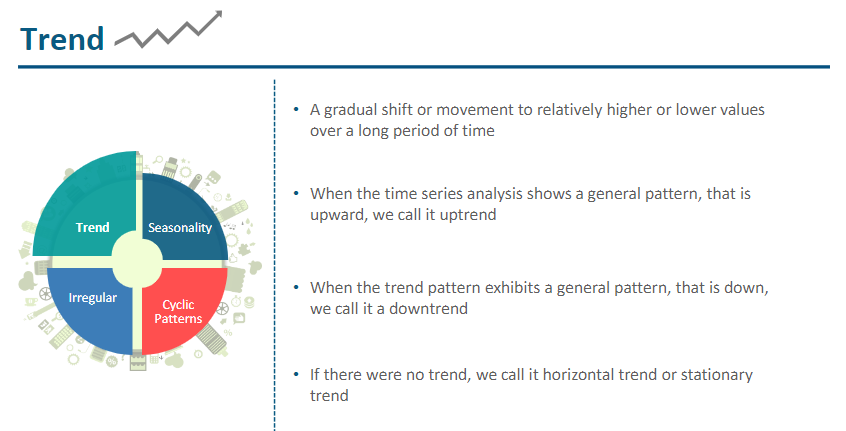 Trend
Trend
Seasonality
Irregular
Cyclic
Patterns
• A gradual shift or movement to relatively higher or lower values
over a long period of time
• When the time series analysis shows a general pattern, that is
upward, we call it uptrend
• When the trend pattern exhibits a general pattern, that is down,
we call it a downtrend
• If there were no trend, we call it horizontal trend or stationary
trend